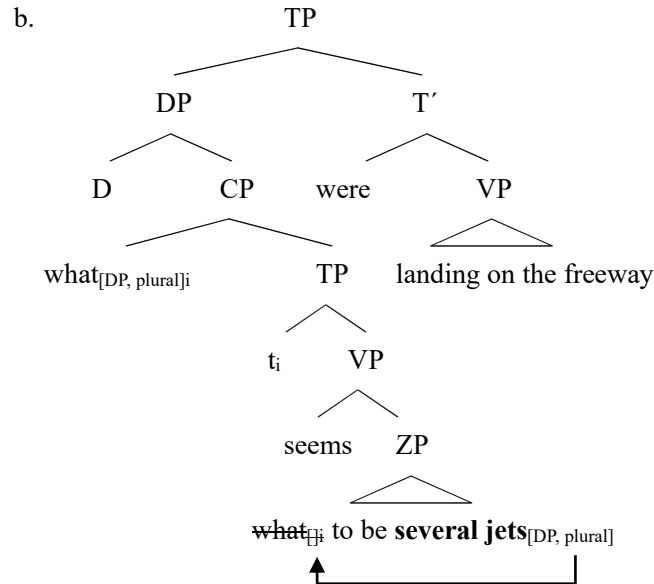 b.
TP
DP T´
D CP were VP
what[DP, plural]i TP landing on the freeway
ti VP
seems ZP
what[]i to be several jets[DP, plural]